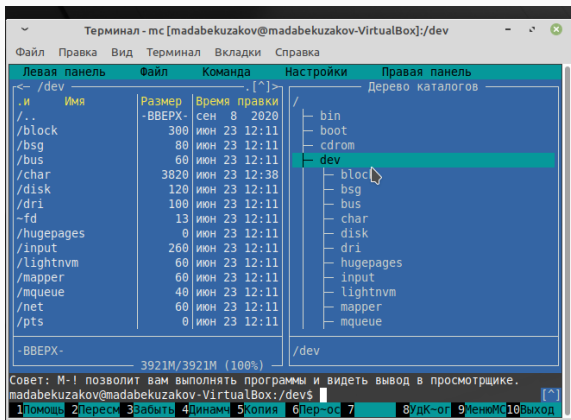 Терминал - mc [madabekuzakov@madabekuzakov-VirtualBox]:/dev
Файл Правка Вид Терминал Вкладки Справка
Левая панель Файл Команда Настройки Правая панель
<− /dev .[^]> Дерево каталогов
.и Имя Размер Время правки /
/.. -ВВЕРХ- сен 8 2020 bin
/block 300 июн 23 12:11 boot
/bsg 80 июн 23 12:11 cdrom
/bus 60 июн 23 12:11 dev
/char 3820 июн 23 12:38 block
/disk 120 июн 23 12:11 bsg
/dri 100 июн 23 12:11 bus
~fd 13 июн 23 12:11 char
/hugepages 0 июн 23 12:11 disk
/input 260 июн 23 12:11 dri
/lightnvm 60 июн 23 12:11 hugepages
/mapper 60 июн 23 12:11 input
/mqueue 40 июн 23 12:11 lightnvm
/net 60 июн 23 12:11 mapper
/pts 0 июн 23 12:11 mqueue
-ВВЕРХ- /dev
3921M/3921M (100%)
Совет: M-! позволит вам выполнять программы и видеть вывод в просмотрщике.
madabekuzakov@madabekuzakov-VirtualBox:/dev$ [^]
1Помощь 2Пересм 3Забыть 4Динамч 5Копия 6Пер~ос 7 8УдК~ог 9МенюМС 10Выход